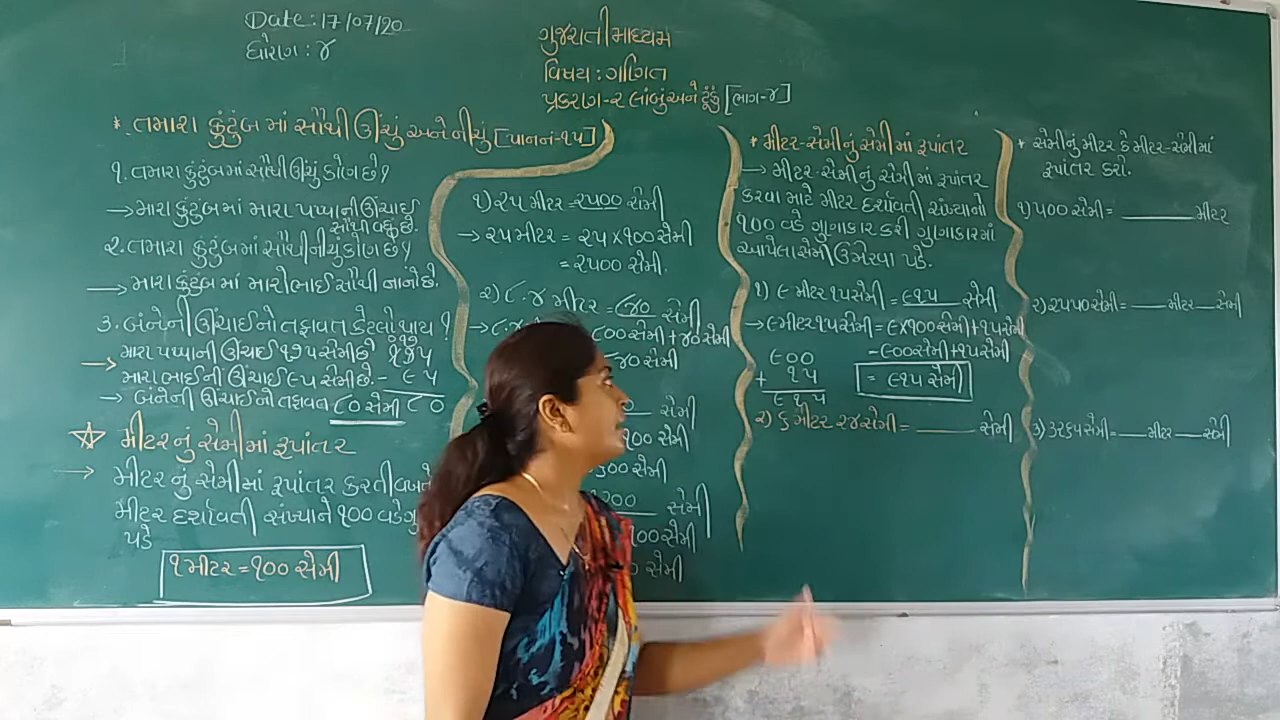 Date: 17/07/20
ધોરણ : ૪
ગુજરાતી માધ્યમ
વિષય : ગણિત
પ્રકરણ-૨ લાંબું અને ટૂંકું [ભાગ-૪]
* તમારા કુટુંબ માં સૌથી ઊંચું અને નીચું [પાન નં-૧૫]
૧. તમારા કુટુંબમાં સૌથી ઊંચું કોણ છે?
→ મારા કુટુંબમાં મારા પપ્પાની ઊંચાઈ
સૌથી વધુ છે.
૨. તમારા કુટુંબમાં સૌથી નીચું કોણ છે?
→ મારા કુટુંબ માં મારો ભાઈ સૌથી નાનો છે.
૩. બંનેની ઊંચાઈનો તફાવત કેટલો થાય?
→ મારા પપ્પાની ઊંચાઈ ૧૭૫ સેમી છે
મારા ભાઈની ઊંચાઈ ૯૫ સેમી છે. - ૯૫
→ બંનેની ઊંચાઈનો તફાવત ૮૦ સેમી ૮૦
☆ મીટરનું સેમીમાં રૂપાંતર
→ મીટર નું સેમીમાં રૂપાંતર કરતી વખતે
મીટર દર્શાવતી સંખ્યાને ૧૦૦ વડે
પડે
૧ મીટર = ૧૦૦ સેમી
૧) ૨૫ મીટર = ૨૫૦૦ સેમી
→ ૨૫ મીટર = ૨૫ × ૧૦૦ સેમી
= ૨૫૦૦ સેમી.
૨) ૮.૪ મીટર = ૮૪૦ સેમી
→ ૮૦૦ સેમી + ૪૦ સેમી
૪૦ સેમી
સેમી
૧૦૦ સેમી
સેમી
સેમી
૧૦૦ સેમી
સેમી
* મીટર-સેમીનું સેમીમાં રૂપાંતર
→ મીટર-સેમીનું સેમીમાં રૂપાંતર
કરવા માટે મીટર દર્શાવતી સંખ્યાનો
૧૦૦ વડે ગુણાકાર કરી ગુણાકારમાં
આપેલા સેમી ઉમેરવા પડે.
૧) ૯ મીટર ૧૫ સેમી = ૯૧૫ સેમી
→ ૯ મીટર ૧૫ સેમી = ૯×૧૦૦ સેમી + ૧૫ સેમી
= ૯૦૦ સેમી + ૧૫ સેમી
૯૦૦
+ ૧૫
૯૧૫
= ૯૧૫ સેમી
૨) ૬ મીટર ૨૪ સેમી = ______ સેમી
* સેમીનું મીટર કે મીટર-સેમીમાં
રૂપાંતર કરો.
૧) ૫૦૦ સેમી = ______ મીટર
૨) ૨૫૫૦ સેમી = ____ મીટર ____ સેમી
૩) ૩૨૬૫ સેમી = ____ મીટર ____ સેમી